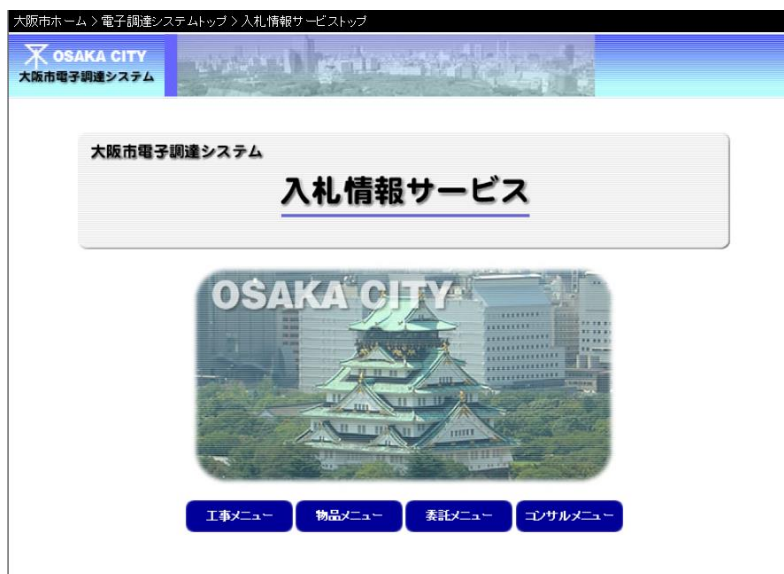 大阪市ホーム > 電子調達システムトップ > 入札情報サービストップ
OSAKA CITY
大阪市電子調達システム
大阪市電子調達システム
入札情報サービス
OSAKA CITY
工事メニュー 物品メニュー 委託メニュー コンサルメニュー